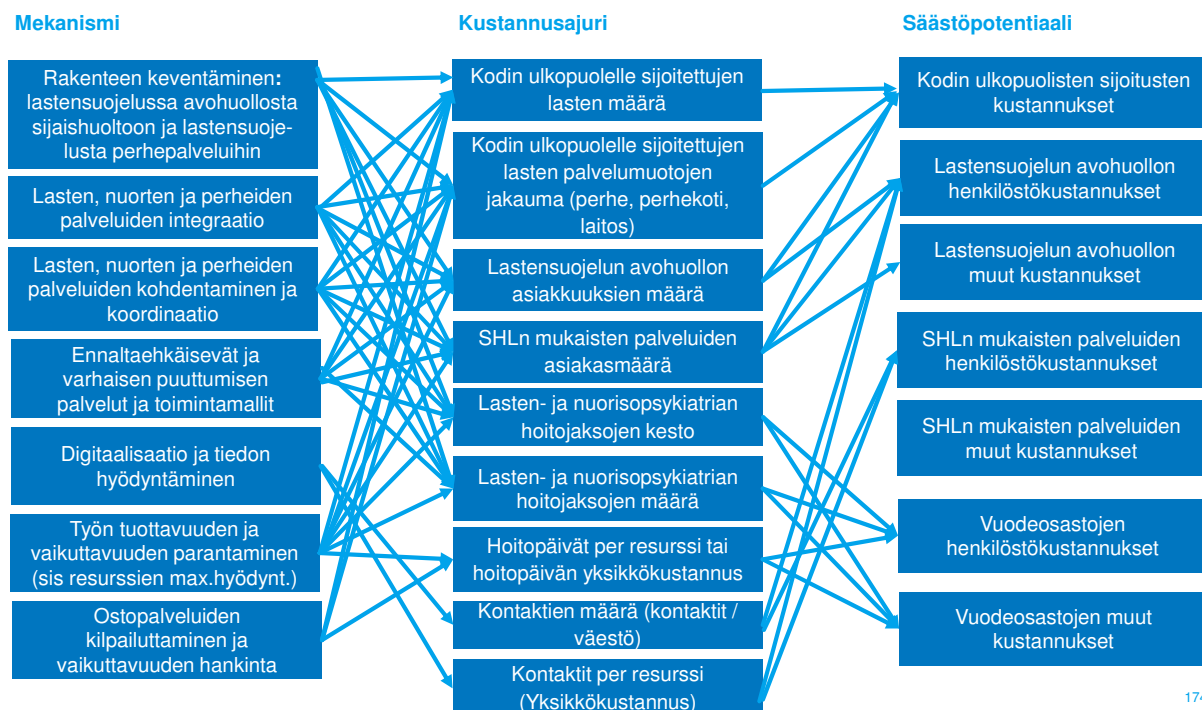 Mekanismi
Rakenteen keventäminen:
lastensuojelussa avohuollosta
sijaishuoltoon ja lastensuoje-
lusta perhepalveluihin
Lasten, nuorten ja perheiden
palveluiden integraatio
Lasten, nuorten ja perheiden
palveluiden kohdentaminen ja
koordinaatio
Ennaltaehkäisevät ja
varhaisen puuttumisen
palvelut ja toimintamallit
Digitaalisaatio ja tiedon
hyödyntäminen
Työn tuottavuuden ja
vaikuttavuuden parantaminen
(sis resurssien max.hyödynt.)
Ostopalveluiden
kilpailuttaminen ja
vaikuttavuuden hankinta
Kustannusajuri
Kodin ulkopuolelle sijoitettujen
lasten määrä
Kodin ulkopuolelle sijoitettujen
lasten palvelumuotojen
jakauma (perhe, perhekoti,
laitos)
Lastensuojelun avohuollon
asiakkuuksien määrä
SHLn mukaisten palveluiden
asiakasmäärä
Lasten- ja nuorisopsykiatrian
hoitojaksojen kesto
Lasten- ja nuorisopsykiatrian
hoitojaksojen määrä
Hoitopäivät per resurssi tai
hoitopäivän yksikkökustannus
Kontaktien määrä (kontaktit /
väestö)
Kontaktit per resurssi
(Yksikkökustannus)
Säästöpotentiaali
Kodin ulkopuolisten sijoitusten
kustannukset
Lastensuojelun avohuollon
henkilöstökustannukset
Lastensuojelun avohuollon
muut kustannukset
SHLn mukaisten palveluiden
henkilöstökustannukset
SHLn mukaisten palveluiden
muut kustannukset
Vuodeosastojen
henkilöstökustannukset
Vuodeosastojen muut
kustannukset
174